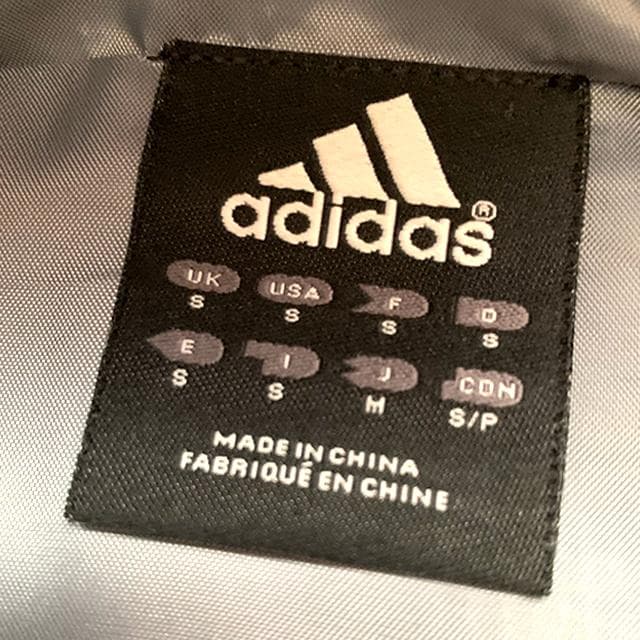 adidas®
UK USA F D
S S S S
E I J CDN
S S M S/P
MADE IN CHINA
FABRIQUÉ EN CHINE